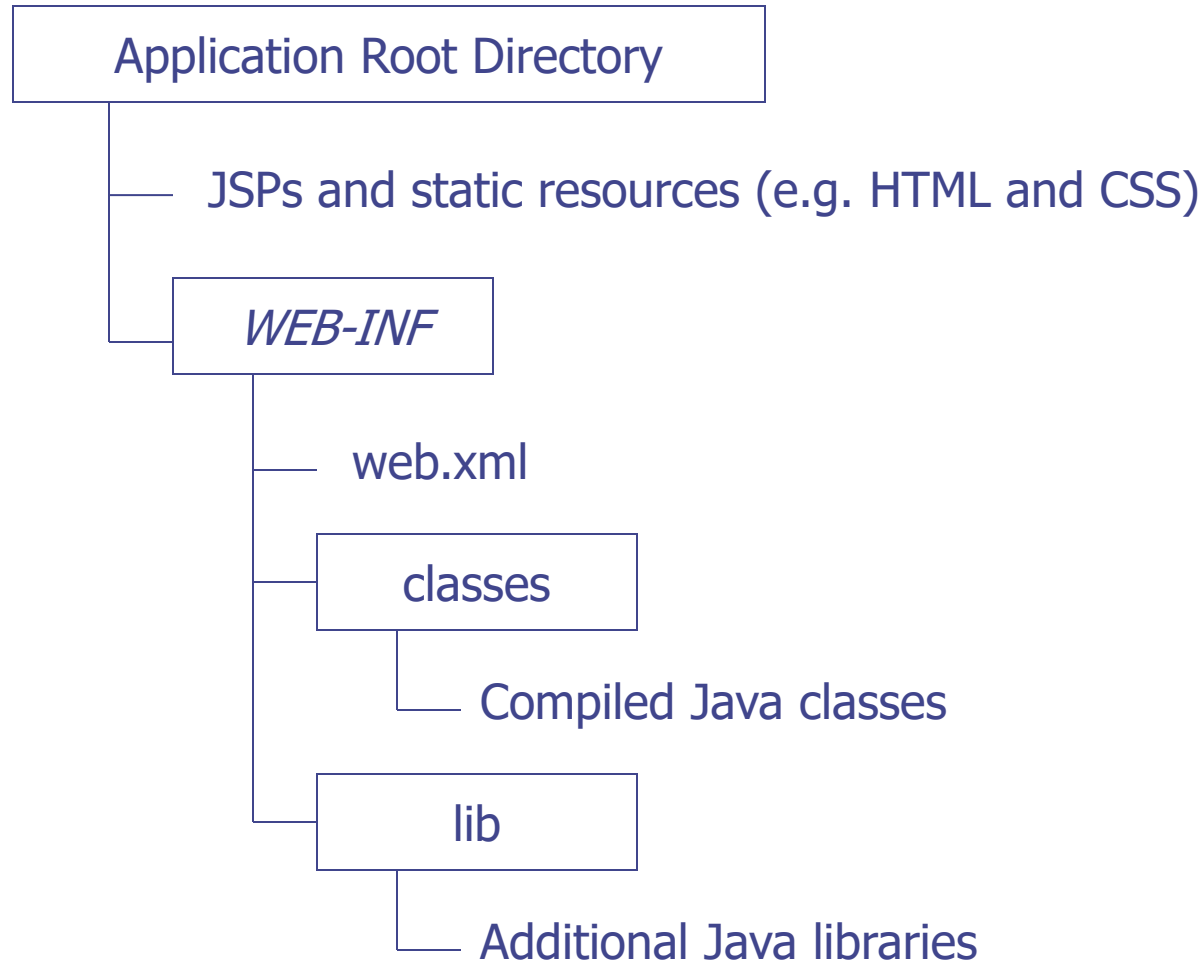 Application Root Directory
JSPs and static resources (e.g. HTML and CSS)
WEB-INF
web.xml
classes
Compiled Java classes
lib
Additional Java libraries